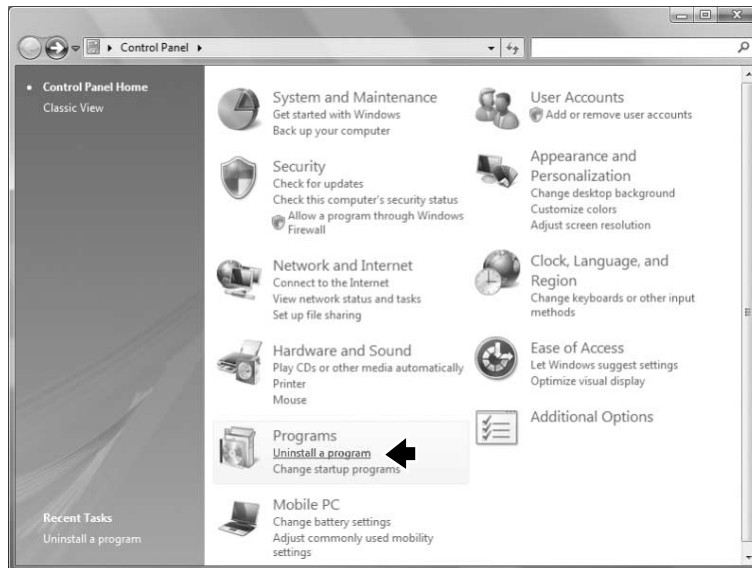 Control Panel
Control Panel Home
Classic View
Recent Tasks
Uninstall a program
System and Maintenance
Get started with Windows
Back up your computer
Security
Check for updates
Check this computer's security status
Allow a program through Windows
Firewall
Network and Internet
Connect to the Internet
View network status and tasks
Set up file sharing
Hardware and Sound
Play CDs or other media automatically
Printer
Mouse
Programs
Uninstall a program
Change startup programs
Mobile PC
Change battery settings
Adjust commonly used mobility
settings
User Accounts
Add or remove user accounts
Appearance and
Personalization
Change desktop background
Customize colors
Adjust screen resolution
Clock, Language, and
Region
Change keyboards or other input
methods
Ease of Access
Let Windows suggest settings
Optimize visual display
Additional Options